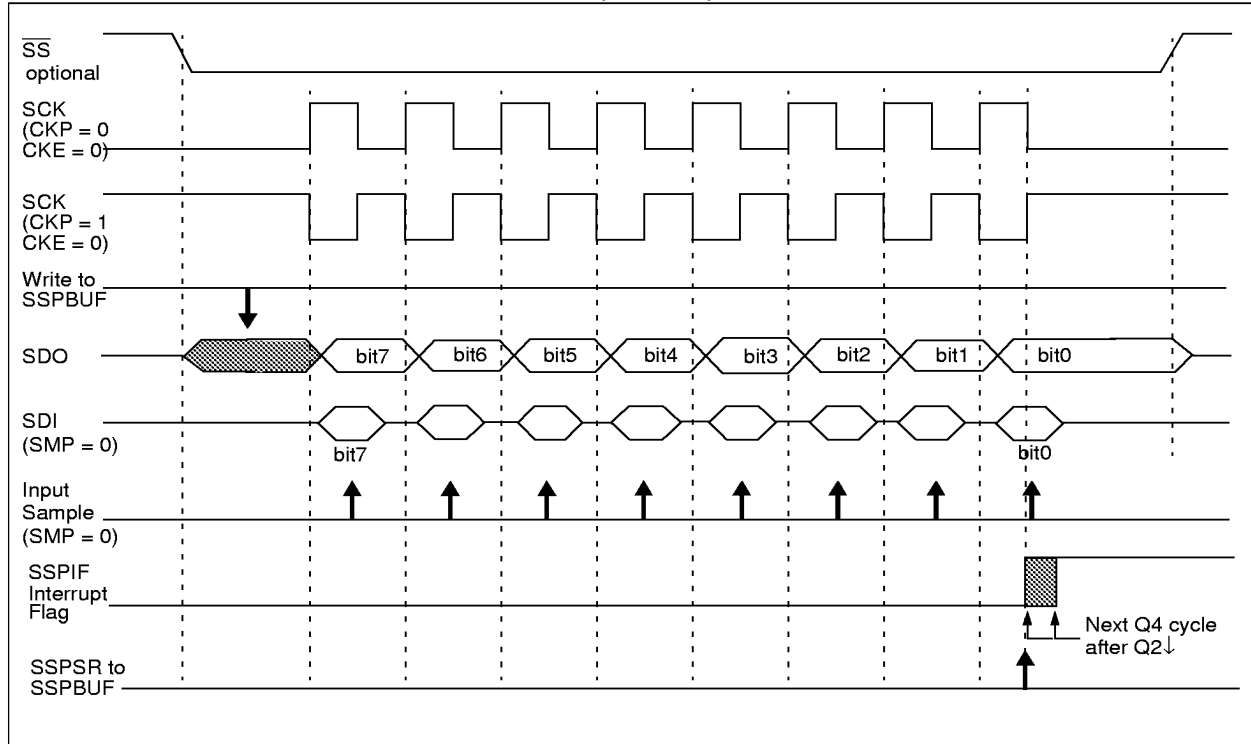 SS
optional
SCK
(CKP = 0
CKE = 0)
SCK
(CKP = 1
CKE = 0)
Write to
SSPBUF
SDO
bit7 bit6 bit5 bit4 bit3 bit2 bit1 bit0
SDI
(SMP = 0)
bit7 bit0
Input
Sample
(SMP = 0)
SSPIF
Interrupt
Flag
Next Q4 cycle
after Q2↓
SSPSR to
SSPBUF